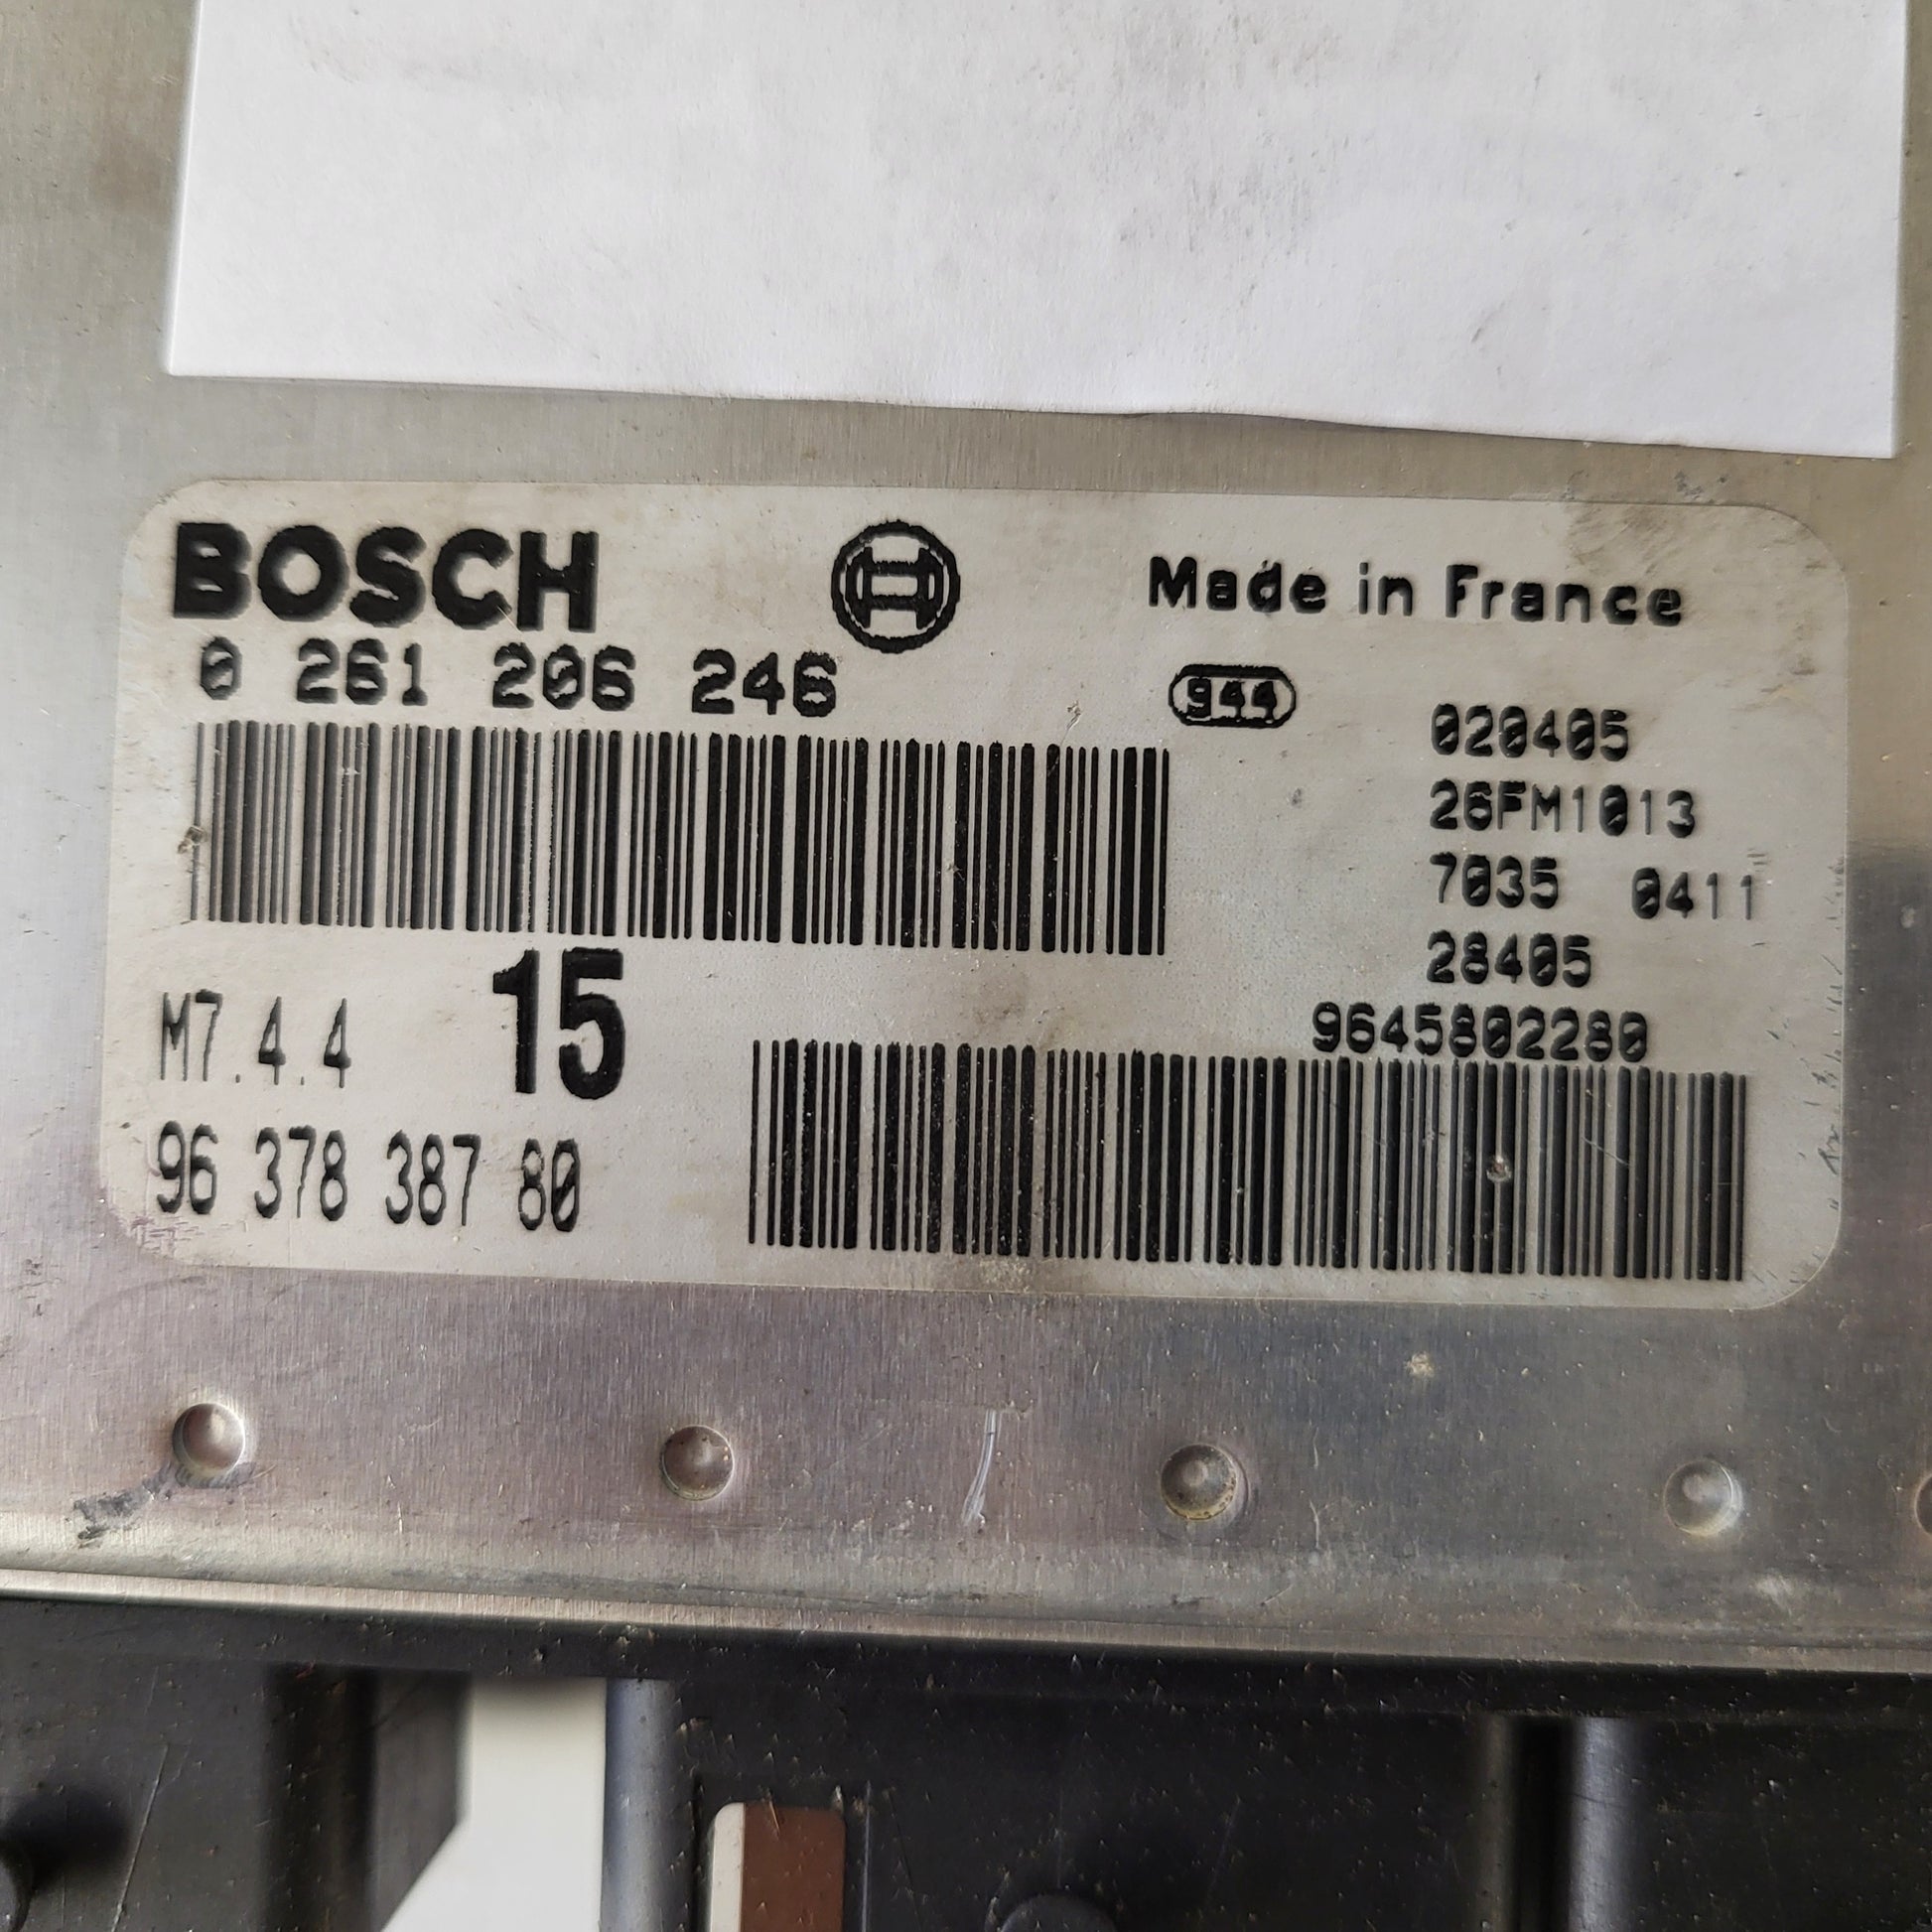 BOSCH
Made in France
0 261 206 246
944
020405
26FM1013
7035 0411
28405
M7.4.4
15
9645802280
96 378 387 80